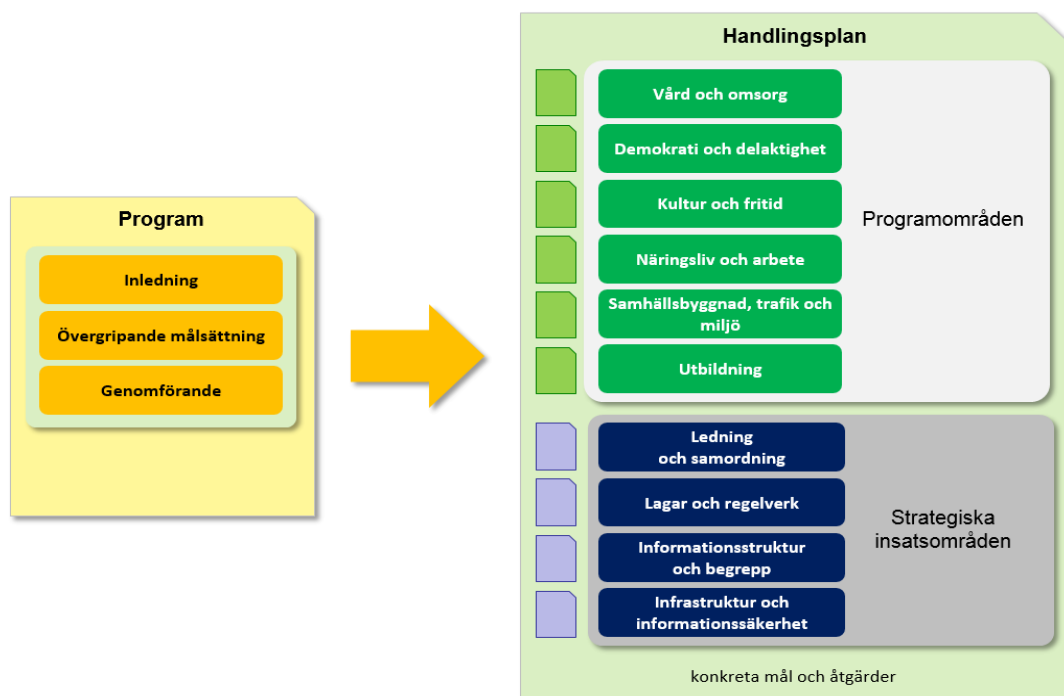 Program
Inledning
Övergripande målsättning
Genomförande
Handlingsplan
Vård och omsorg
Demokrati och delaktighet
Kultur och fritid
Näringsliv och arbete
Samhällsbyggnad, trafik och
miljö
Utbildning
Programområden
Ledning
och samordning
Lagar och regelverk
Informationsstruktur
och begrepp
Infrastruktur och
informationssäkerhet
Strategiska
insatsområden
konkreta mål och åtgärder